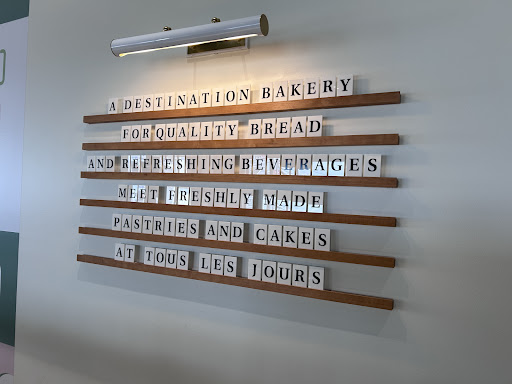 A DESTINATION BAKERY
FOR QUALITY BREAD
AND REFRESHING BEVERAGES
MEET FRESHLY MADE
PASTRIES AND CAKES
AT TOUS LES JOURS